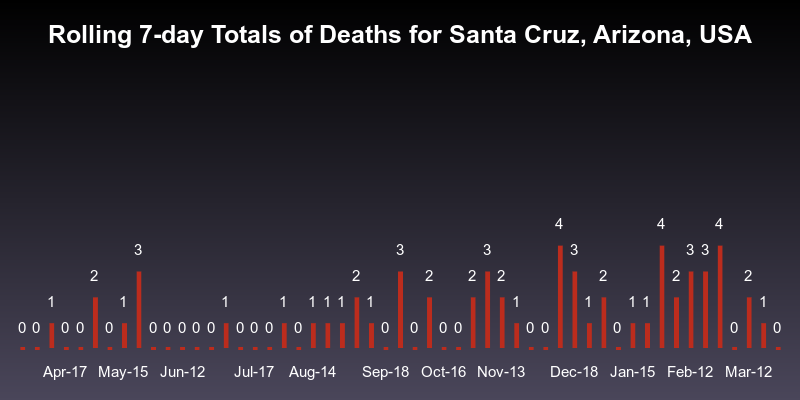 Rolling 7-day Totals of Deaths for Santa Cruz, Arizona, USA
4 4 4
3 3 3 3 3 3
2 2 2 2 2 2 2 2
1 1 1 1 1 1 1 1 1 1 1 1 1
0 0 0 0 0 0 0 0 0 0 0 0 0 0 0 0 0 0 0 0 0 0 0
Apr-17 May-15 Jun-12 Jul-17 Aug-14 Sep-18 Oct-16 Nov-13 Dec-18 Jan-15 Feb-12 Mar-12